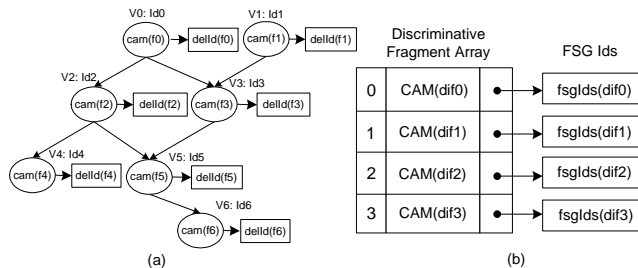 V0: Id0
V1: Id1
cam(f0)
delId(f0)
cam(f1)
delId(f1)
V2: Id2
V3: Id3
cam(f2)
delId(f2)
cam(f3)
delId(f3)
V4: Id4
V5: Id5
cam(f4)
delId(f4)
cam(f5)
delId(f5)
V6: Id6
cam(f6)
delId(f6)
(a)
Discriminative
Fragment Array
FSG Ids
0 CAM(dif0) fsgIds(dif0)
1 CAM(dif1) fsgIds(dif1)
2 CAM(dif2) fsgIds(dif2)
3 CAM(dif3) fsgIds(dif3)
(b)